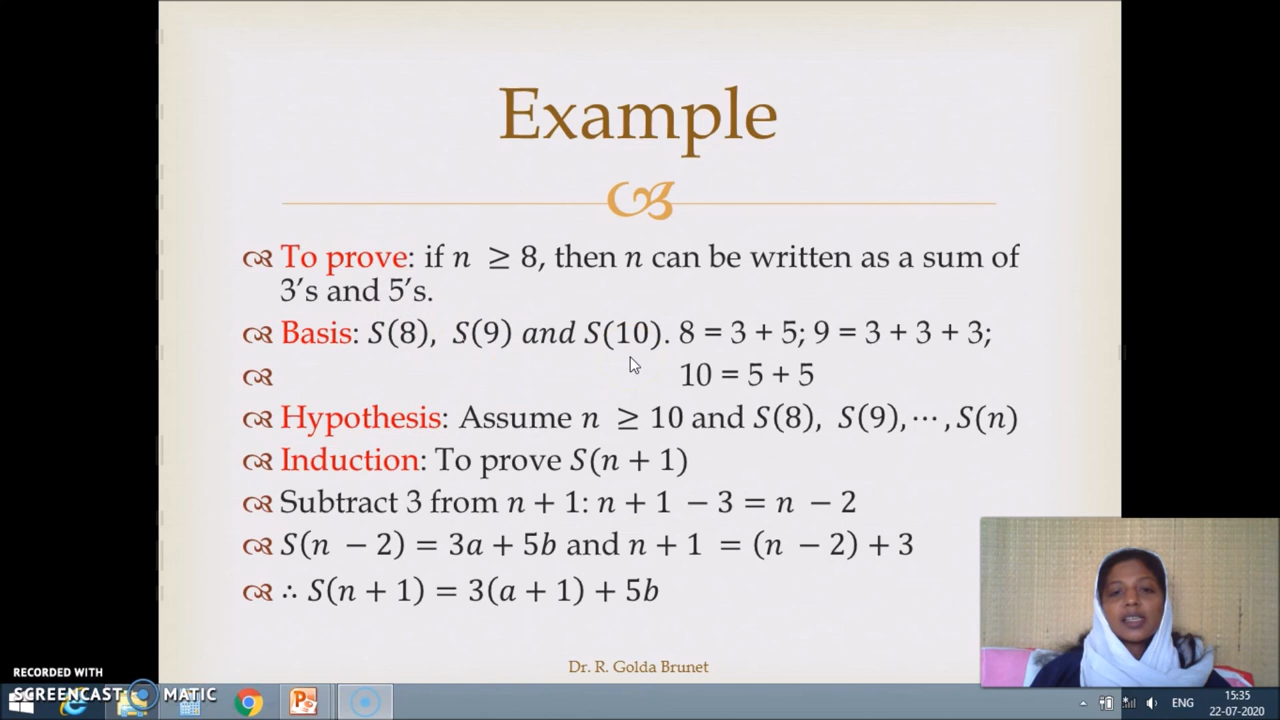 Example
To prove: if n ≥ 8, then n can be written as a sum of
3's and 5's.
Basis: S(8), S(9) and S(10). 8 = 3 + 5; 9 = 3 + 3 + 3;
10 = 5 + 5
Hypothesis: Assume n ≥ 10 and S(8), S(9), ⋯ , S(n)
Induction: To prove S(n + 1)
Subtract 3 from n + 1: n + 1 − 3 = n − 2
S(n − 2) = 3a + 5b and n + 1 = (n − 2) + 3
∴ S(n + 1) = 3(a + 1) + 5b
Dr. R. Golda Brunet
RECORDED WITH
SCREENCAST MATIC
ENG
15:35
22-07-2020